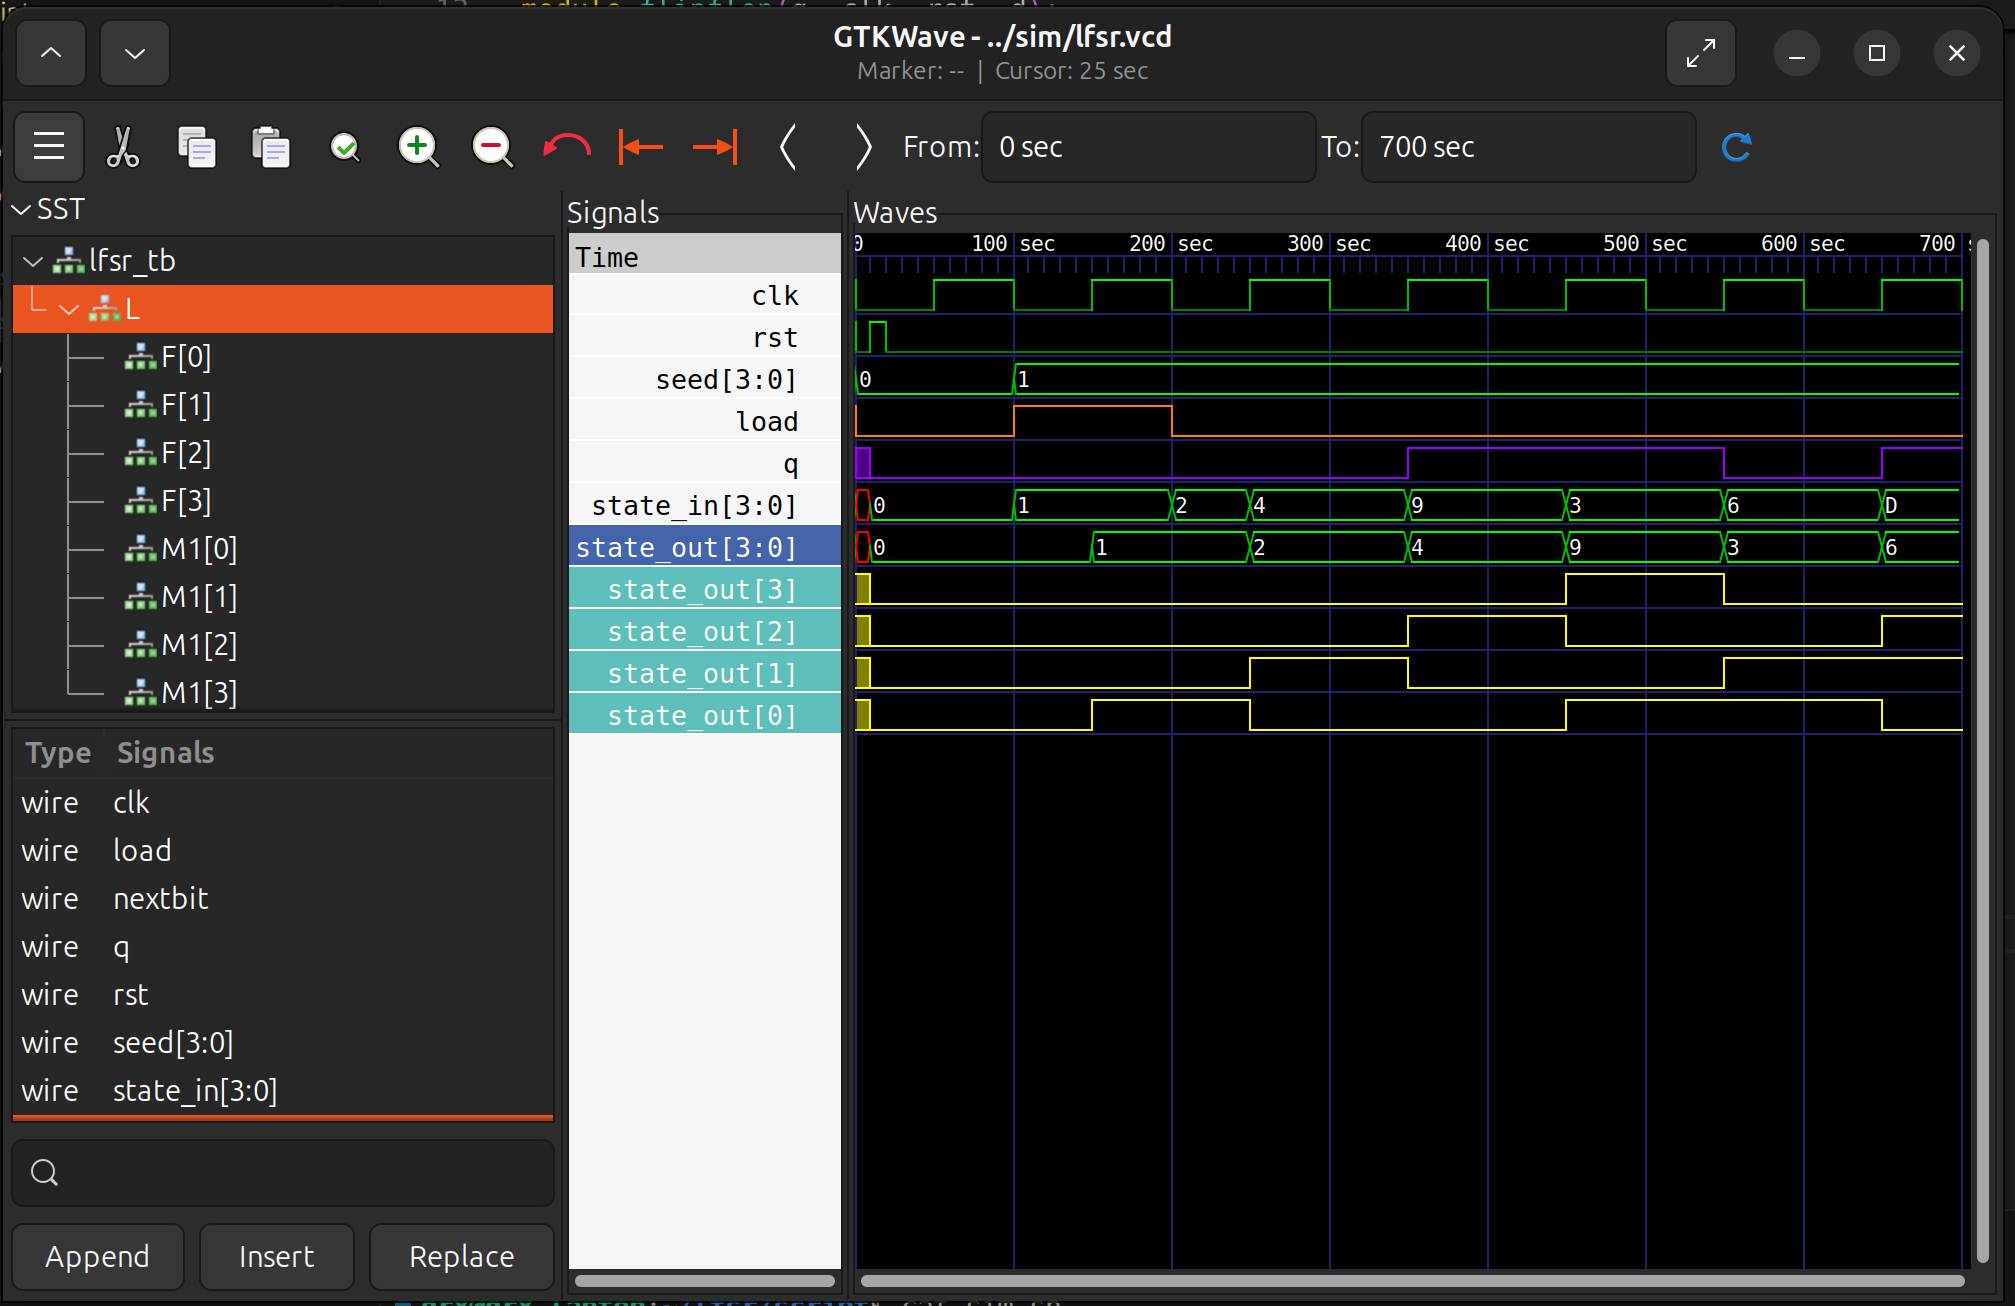 GTKWave - ../sim/lfsr.vcd
Marker: -- | Cursor: 25 sec
From: 0 sec To: 700 sec
SST
lfsr_tb
L
F[0]
F[1]
F[2]
F[3]
M1[0]
M1[1]
M1[2]
M1[3]
Type Signals
wire clk
wire load
wire nextbit
wire q
wire rst
wire seed[3:0]
wire state_in[3:0]
Append Insert Replace
Signals
Time
clk
rst
seed[3:0]
load
q
state_in[3:0]
state_out[3:0]
state_out[3]
state_out[2]
state_out[1]
state_out[0]
Waves
0 100 sec 200 sec 300 sec 400 sec 500 sec 600 sec 700
0 1
0 1 2 4 9 3 6 D
0 1 2 4 9 3 6